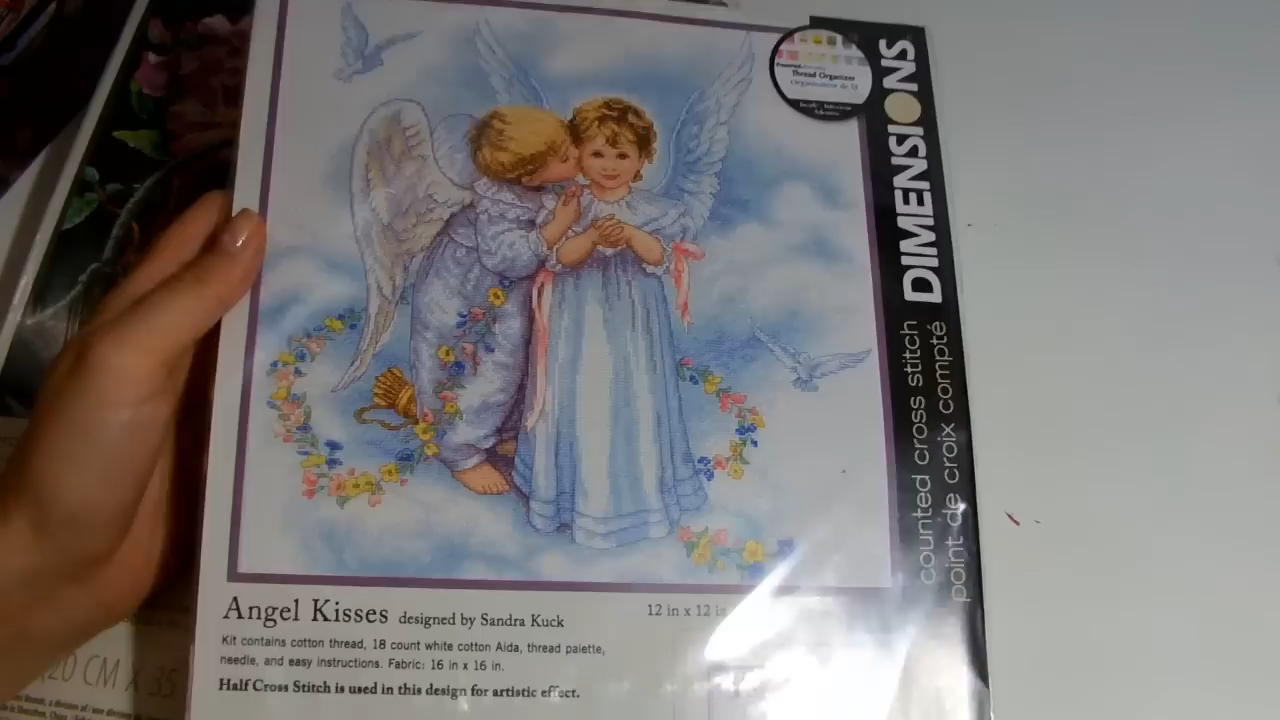 Thread Organizer
DIMENSIONS
counted cross stitch
point de croix compté
Angel Kisses designed by Sandra Kuck
12 in x 12 in
Kit contains cotton thread, 18 count white cotton Aida, thread palette,
needle, and easy instructions. Fabric: 16 in x 16 in.
Half Cross Stitch is used in this design for artistic effect.
20 CM X 35